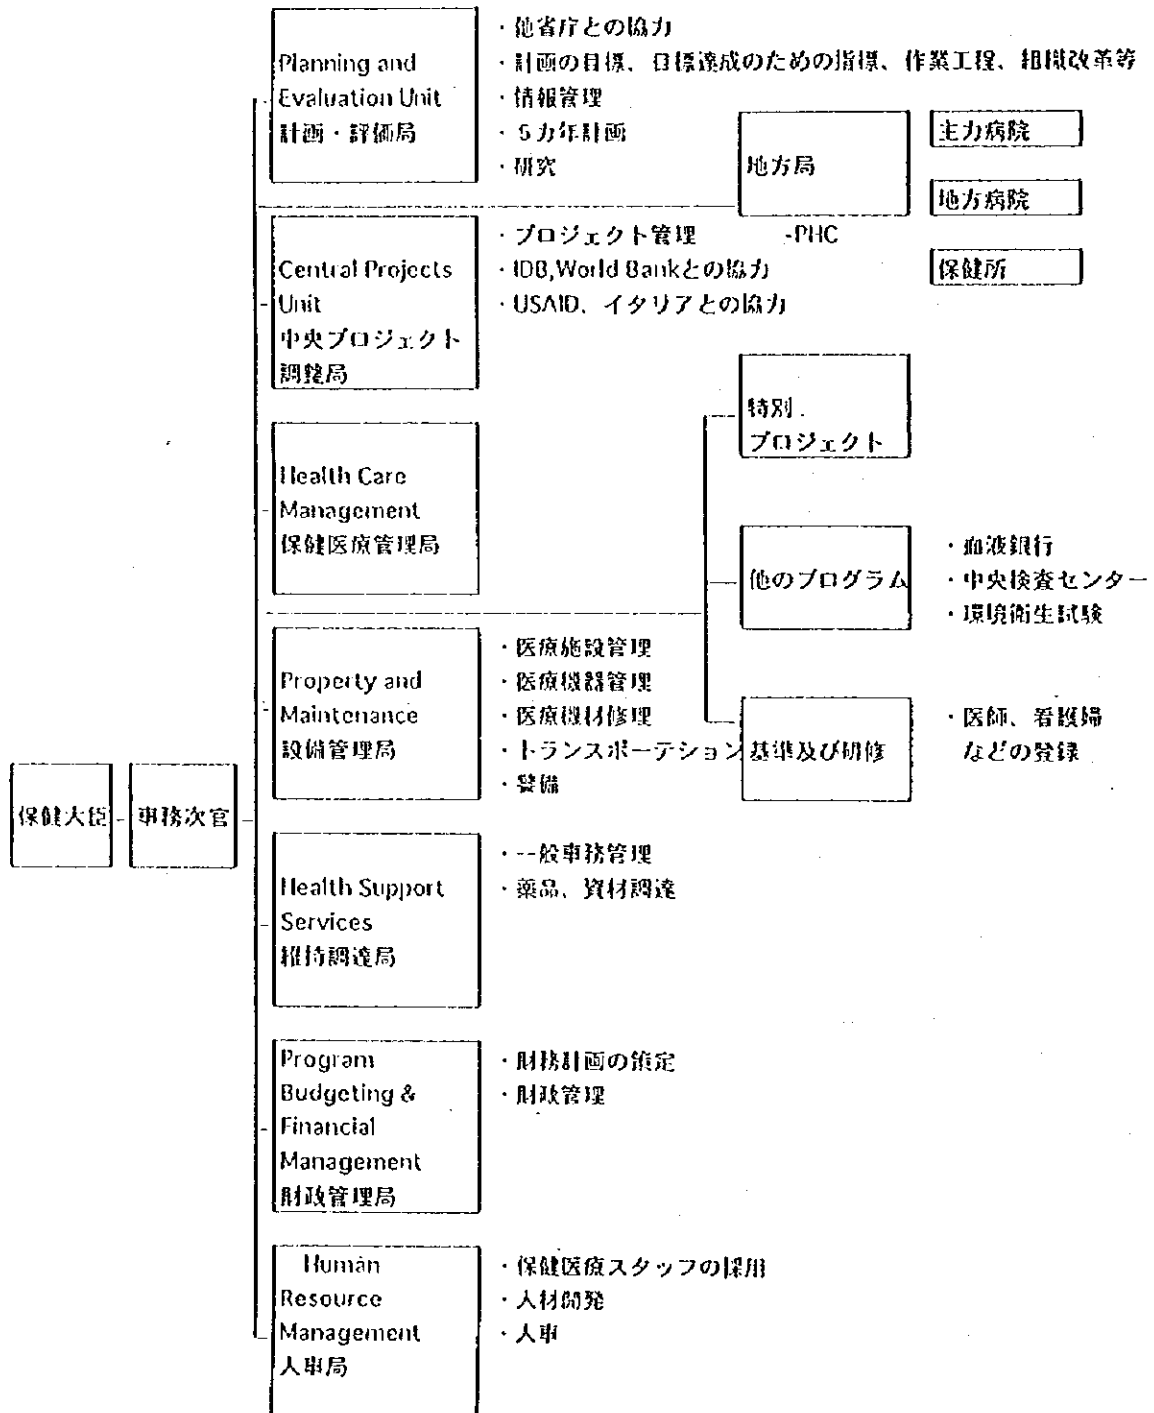 Planning and
Evaluation Unit
計画・評価局
・他省庁との協力
・計画の目標、目標達成のための指標、作業工程、組織改革等
・情報管理
・5カ年計画
・研究
地方局
-PHC
主力病院
地方病院
保健所
Central Projects
Unit
中央プロジェクト
調整局
・プロジェクト管理
・IDB,World Bankとの協力
・USAID、イタリアとの協力
特別
プロジェクト
Health Care
Management
保健医療管理局
他のプログラム
・血液銀行
・中央検査センター
・環境衛生試験
Property and
Maintenance
設備管理局
・医療施設管理
・医療機器管理
・医療機材修理
・トランスポーテション
・警備
基準及び研修
・医師、看護婦
などの登録
保健大臣
事務次官
Health Support
Services
維持調達局
・一般事務管理
・薬品、資材調達
Program
Budgeting &
Financial
Management
財政管理局
・財務計画の策定
・財政管理
Human
Resource
Management
人事局
・保健医療スタッフの採用
・人材開発
・人事